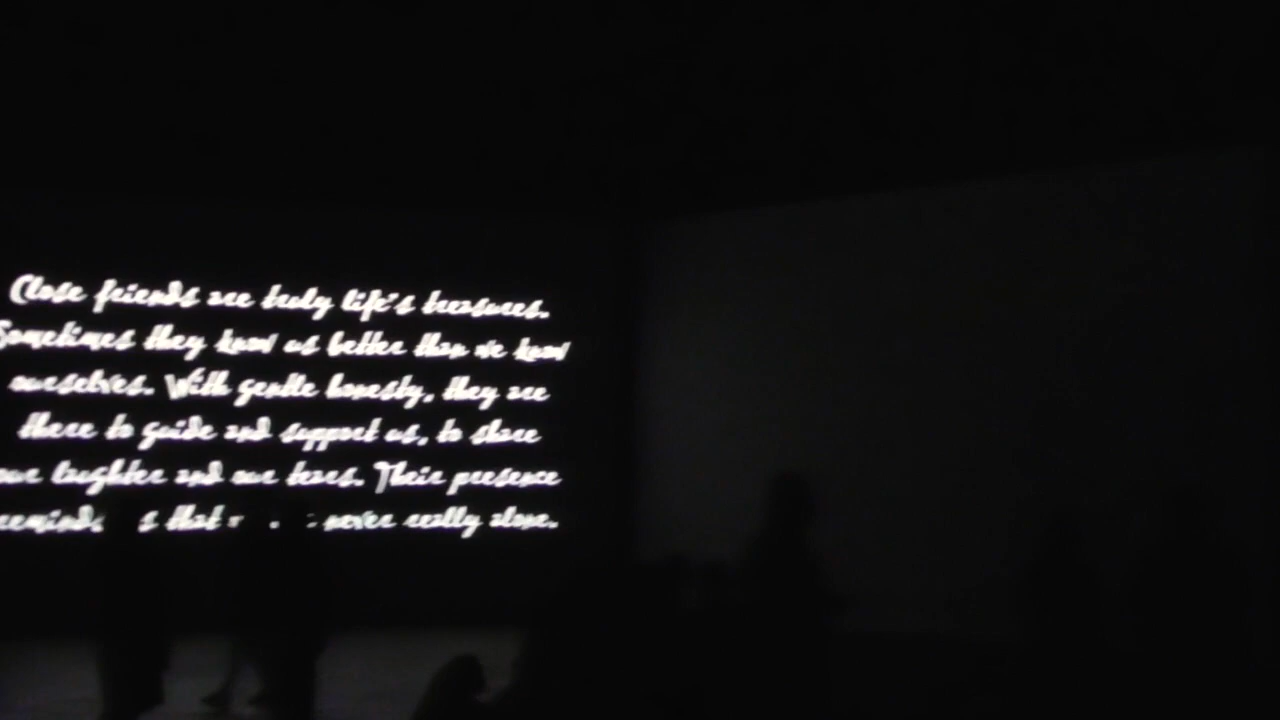 Close friends are truly life's treasures.
Sometimes they know us better than we know
ourselves. With gentle honesty, they are
there to guide and support us, to share
our laughter and our tears. Their presence
reminds that never really alone.